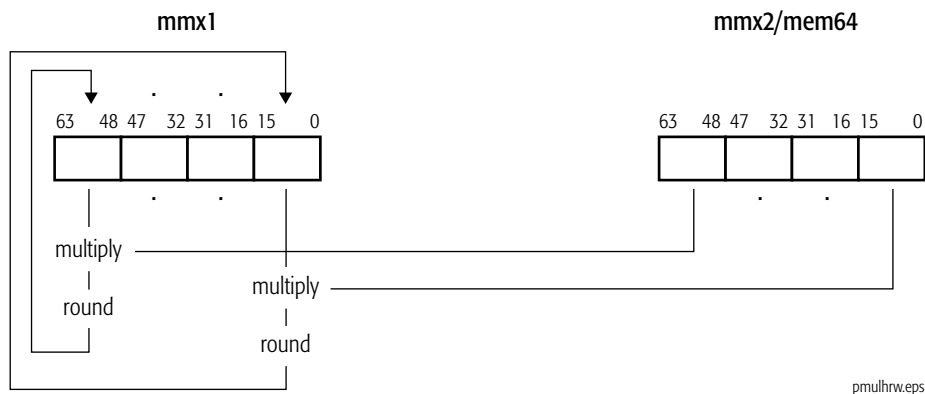 mmx1 mmx2/mem64
. .
63 48 47 32 31 16 15 0 63 48 47 32 31 16 15 0
. . . .
multiply
multiply
round
round
pmulhrw.eps